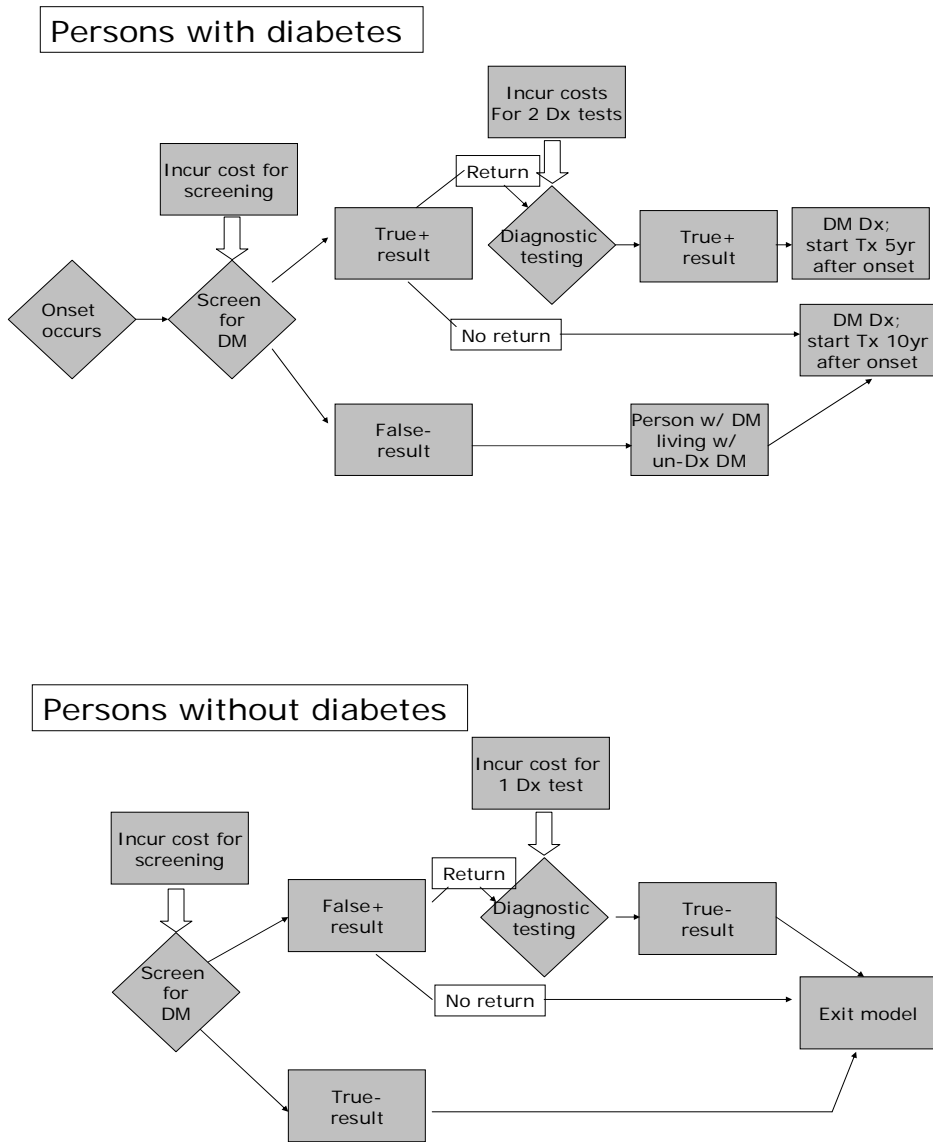 Persons with diabetes
Incur costs
For 2 Dx tests
Incur cost for
screening
Return
Onset
occurs
Screen
for
DM
True+
result
Diagnostic
testing
True+
result
DM Dx;
start Tx 5yr
after onset
No return
DM Dx;
start Tx 10yr
after onset
False-
result
Person w/ DM
living w/
un-Dx DM
Persons without diabetes
Incur cost for
1 Dx test
Incur cost for
screening
Return
False+
result
Diagnostic
testing
True-
result
Screen
for
DM
No return
Exit model
True-
result